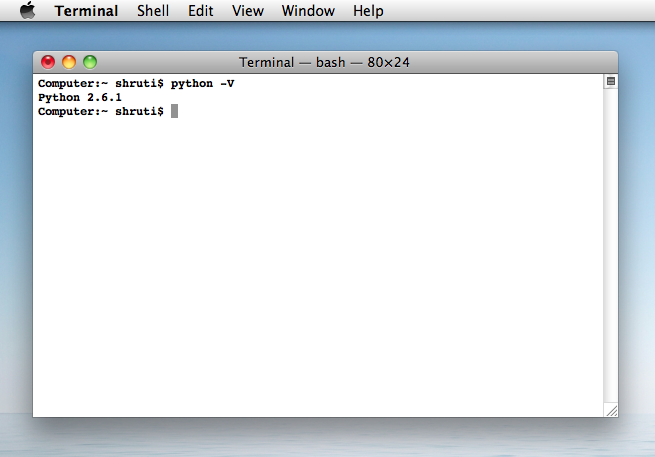 Terminal Shell Edit View Window Help
Terminal — bash — 80×24
Computer:~ shruti$ python -V
Python 2.6.1
Computer:~ shruti$